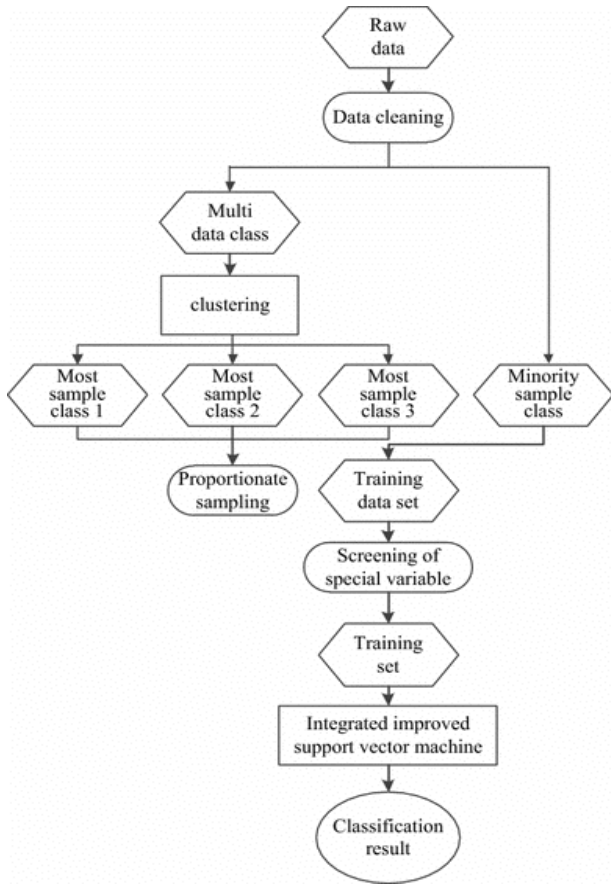 Raw
data
Data cleaning
Multi
data class
clustering
Most
sample
class 1
Most
sample
class 2
Most
sample
class 3
Minority
sample
class
Proportionate
sampling
Training
data set
Screening of
special variable
Training
set
Integrated improved
support vector machine
Classification
result